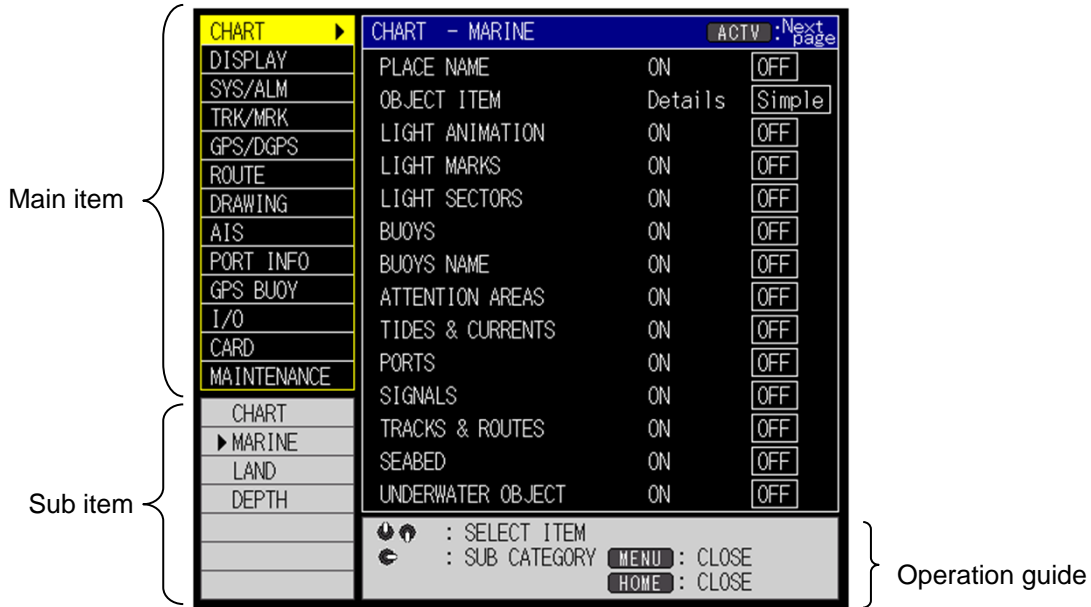 Main item
Sub item
CHART
DISPLAY
SYS/ALM
TRK/MRK
GPS/DGPS
ROUTE
DRAWING
AIS
PORT INFO
GPS BUOY
I/O
CARD
MAINTENANCE
CHART
MARINE
LAND
DEPTH
CHART - MARINE ACTV :Next page
PLACE NAME ON OFF
OBJECT ITEM Details Simple
LIGHT ANIMATION ON OFF
LIGHT MARKS ON OFF
LIGHT SECTORS ON OFF
BUOYS ON OFF
BUOYS NAME ON OFF
ATTENTION AREAS ON OFF
TIDES & CURRENTS ON OFF
PORTS ON OFF
SIGNALS ON OFF
TRACKS & ROUTES ON OFF
SEABED ON OFF
UNDERWATER OBJECT ON OFF
: SELECT ITEM
: SUB CATEGORY MENU : CLOSE
HOME : CLOSE
Operation guide